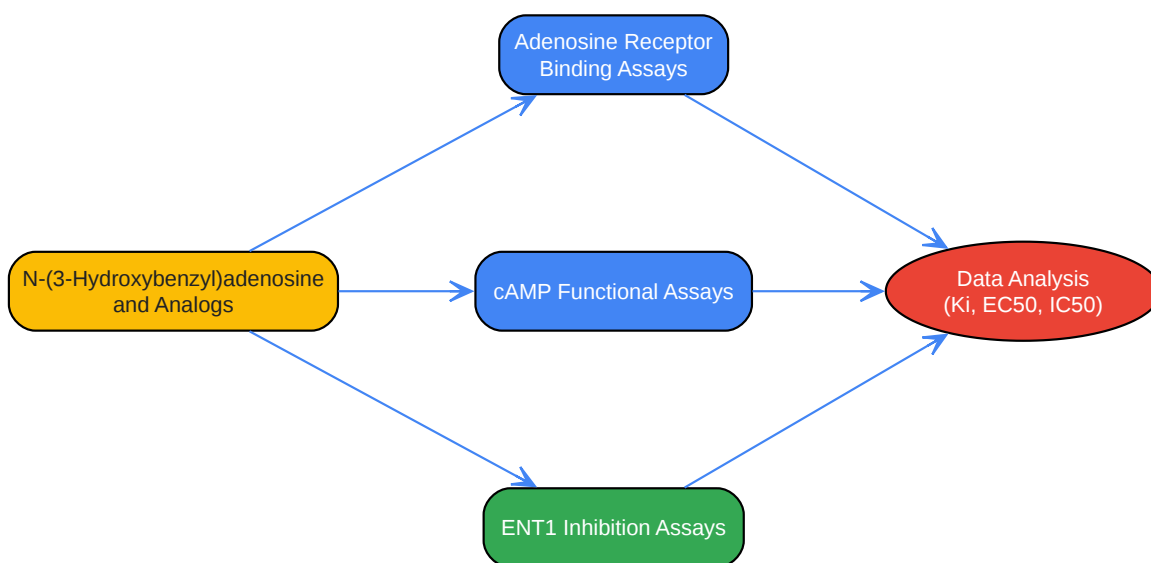 Adenosine Receptor
Binding Assays
N-(3-Hydroxybenzyl)adenosine
and Analogs
cAMP Functional Assays
Data Analysis
(Ki, EC50, IC50)
ENT1 Inhibition Assays